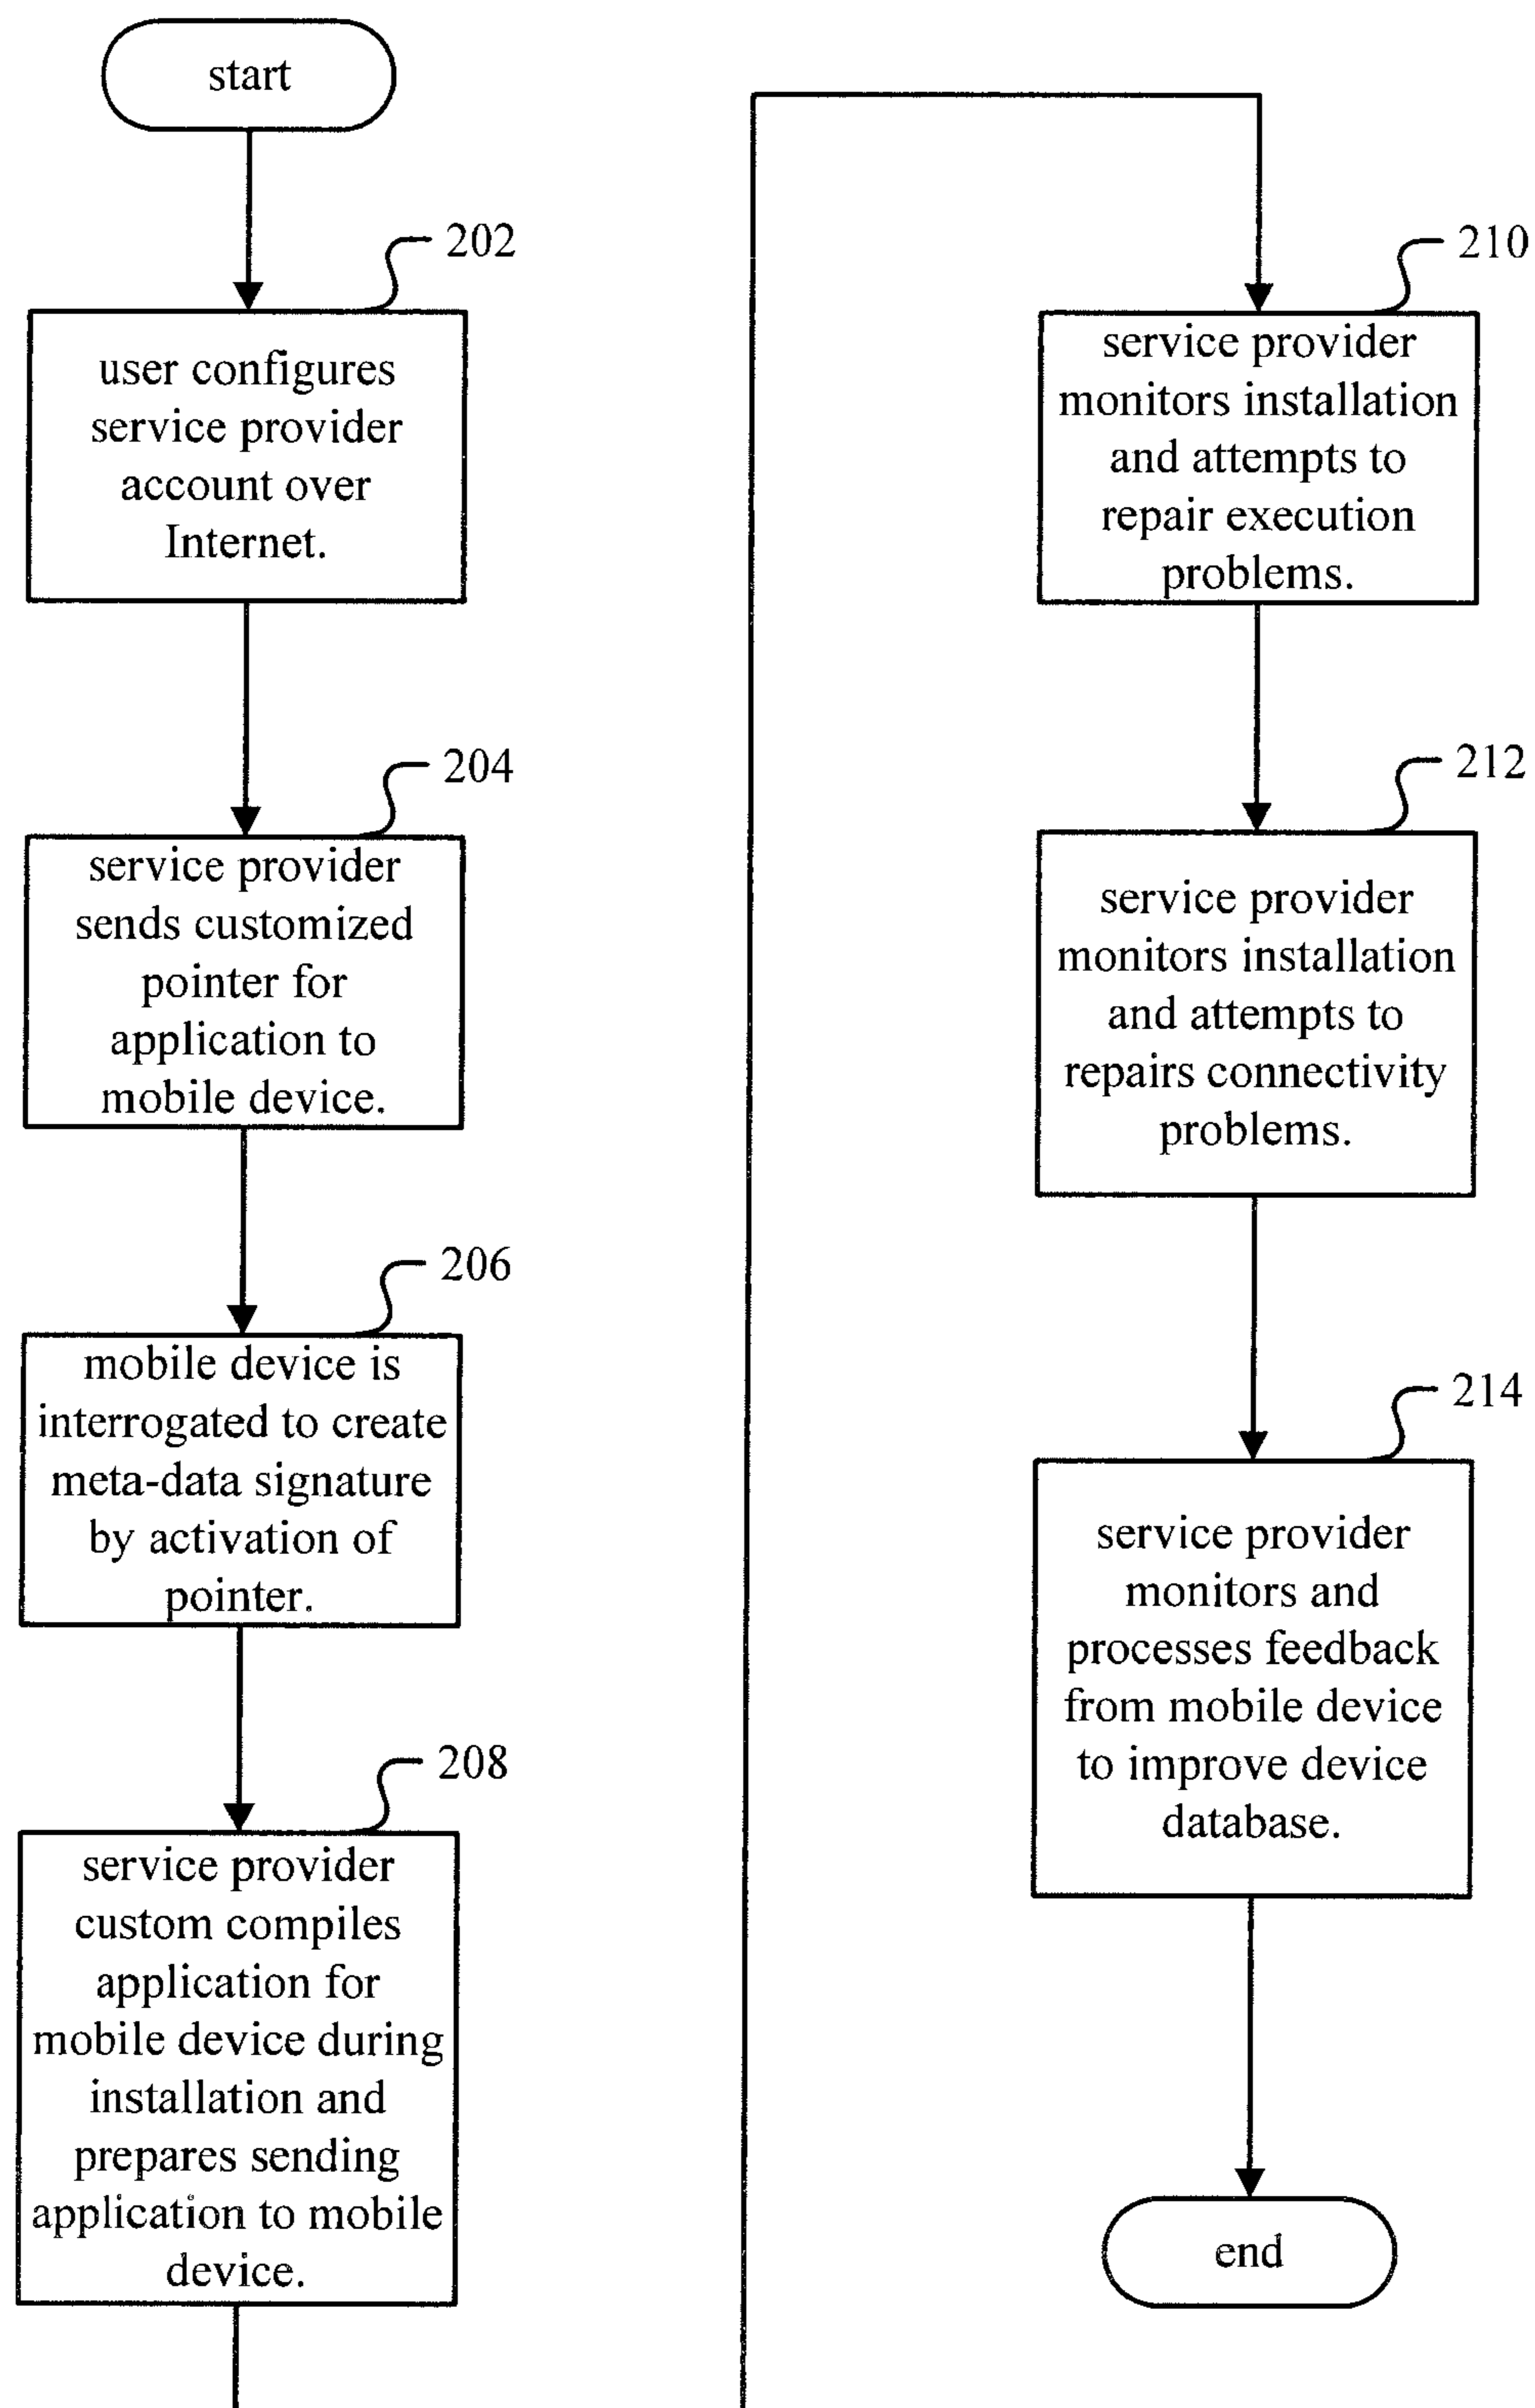 start
202
user configures
service provider
account over
Internet.
204
service provider
sends customized
pointer for
application to
mobile device.
206
mobile device is
interrogated to create
meta-data signature
by activation of
pointer.
208
service provider
custom compiles
application for
mobile device during
installation and
prepares sending
application to mobile
device.
210
service provider
monitors installation
and attempts to
repair execution
problems.
212
service provider
monitors installation
and attempts to
repairs connectivity
problems.
214
service provider
monitors and
processes feedback
from mobile device
to improve device
database.
end